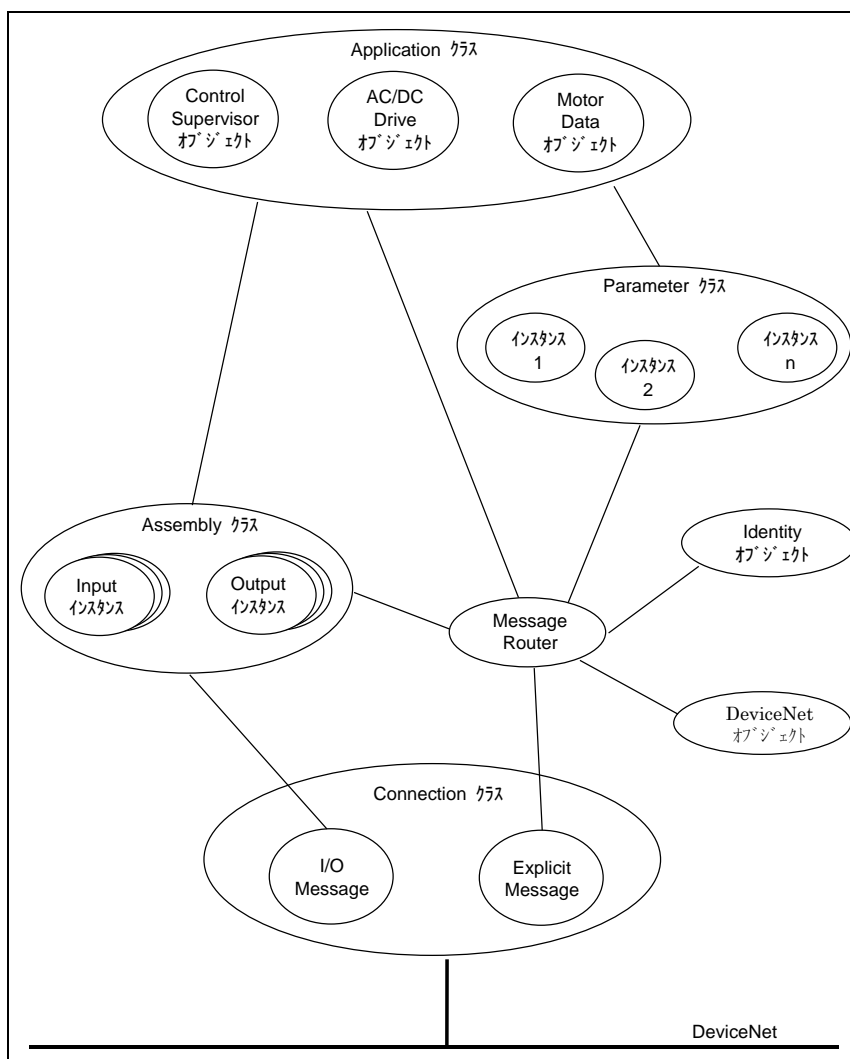 Application ｸﾗｽ
Control
Supervisor
ｵﾌﾞｼﾞｪｸﾄ
AC/DC
Drive
ｵﾌﾞｼﾞｪｸﾄ
Motor
Data
ｵﾌﾞｼﾞｪｸﾄ
Parameter ｸﾗｽ
ｲﾝｽﾀﾝｽ
1
ｲﾝｽﾀﾝｽ
2
ｲﾝｽﾀﾝｽ
n
Assembly ｸﾗｽ
Input
ｲﾝｽﾀﾝｽ
Output
ｲﾝｽﾀﾝｽ
Identity
ｵﾌﾞｼﾞｪｸﾄ
Message
Router
DeviceNet
ｵﾌﾞｼﾞｪｸﾄ
Connection ｸﾗｽ
I/O
Message
Explicit
Message
DeviceNet